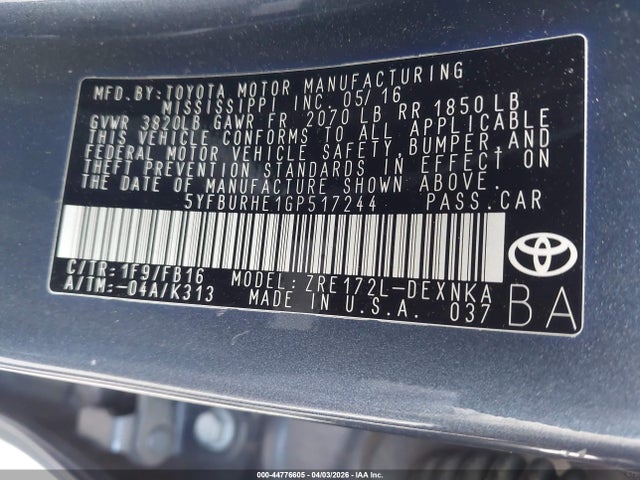 MFD. BY: TOYOTA MOTOR MANUFACTURING
MISSISSIPPI INC. 05/16
GVWR 3820LB GAWR FR 2070 LB RR 1850 LB
THIS VEHICLE CONFORMS TO ALL APPLICABLE
FEDERAL MOTOR VEHICLE SAFETY, BUMPER, AND
THEFT PREVENTION STANDARDS IN EFFECT ON
THE DATE OF MANUFACTURE SHOWN ABOVE.
5YFBURHE1GP517244 PASS.CAR
C/TR: 1F9/FB16 MODEL: ZRE172L-DEXNKA
A/TM: -04A/K313 MADE IN U.S.A. 037
BA
000-44776605 - 04/03/2026 - IAA Inc.